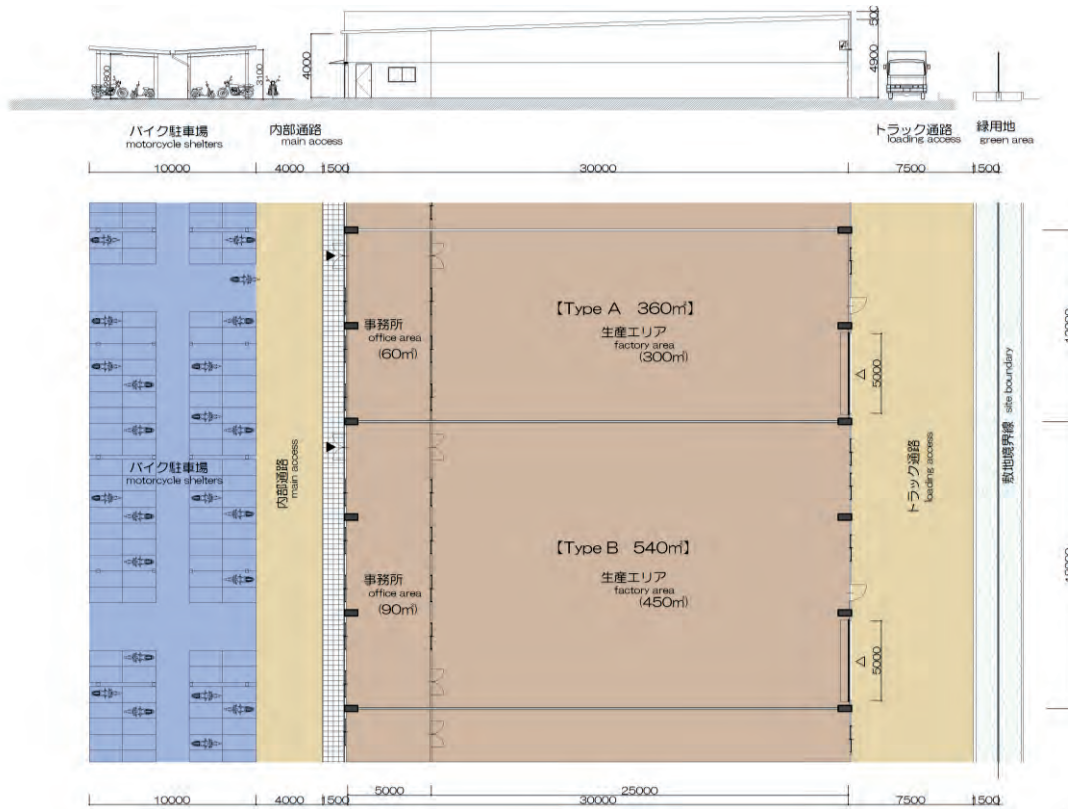 500
4000
4900
2800
3100
バイク駐車場
motorcycle shelters
内部通路
main access
トラック通路
loading access
緑用地
green area
10000
4000
1500
30000
7500
1500
【Type A 360㎡】
事務所
office area
(60㎡)
生産エリア
factory area
(300㎡)
5000
バイク駐車場
motorcycle shelters
内部通路
main access
トラック通路
loading access
敷地境界線 site boundary
【Type B 540㎡】
事務所
office area
(90㎡)
生産エリア
factory area
(450㎡)
5000
5000
25000
10000
4000
1500
30000
7500
1500